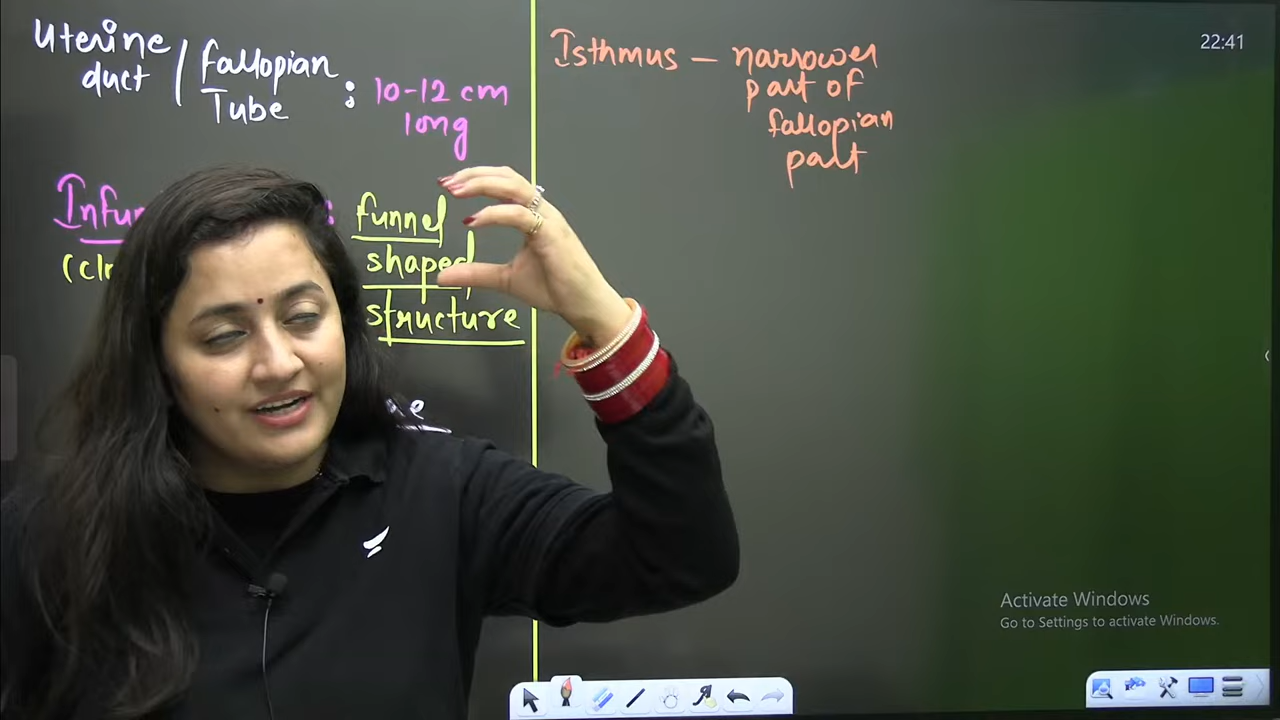 Uterine
duct / Fallopian
Tube : 10-12 cm
long
: funnel
shaped
structure
Isthmus – narrower
part of
fallopian
part
22:41
Activate Windows
Go to Settings to activate Windows.